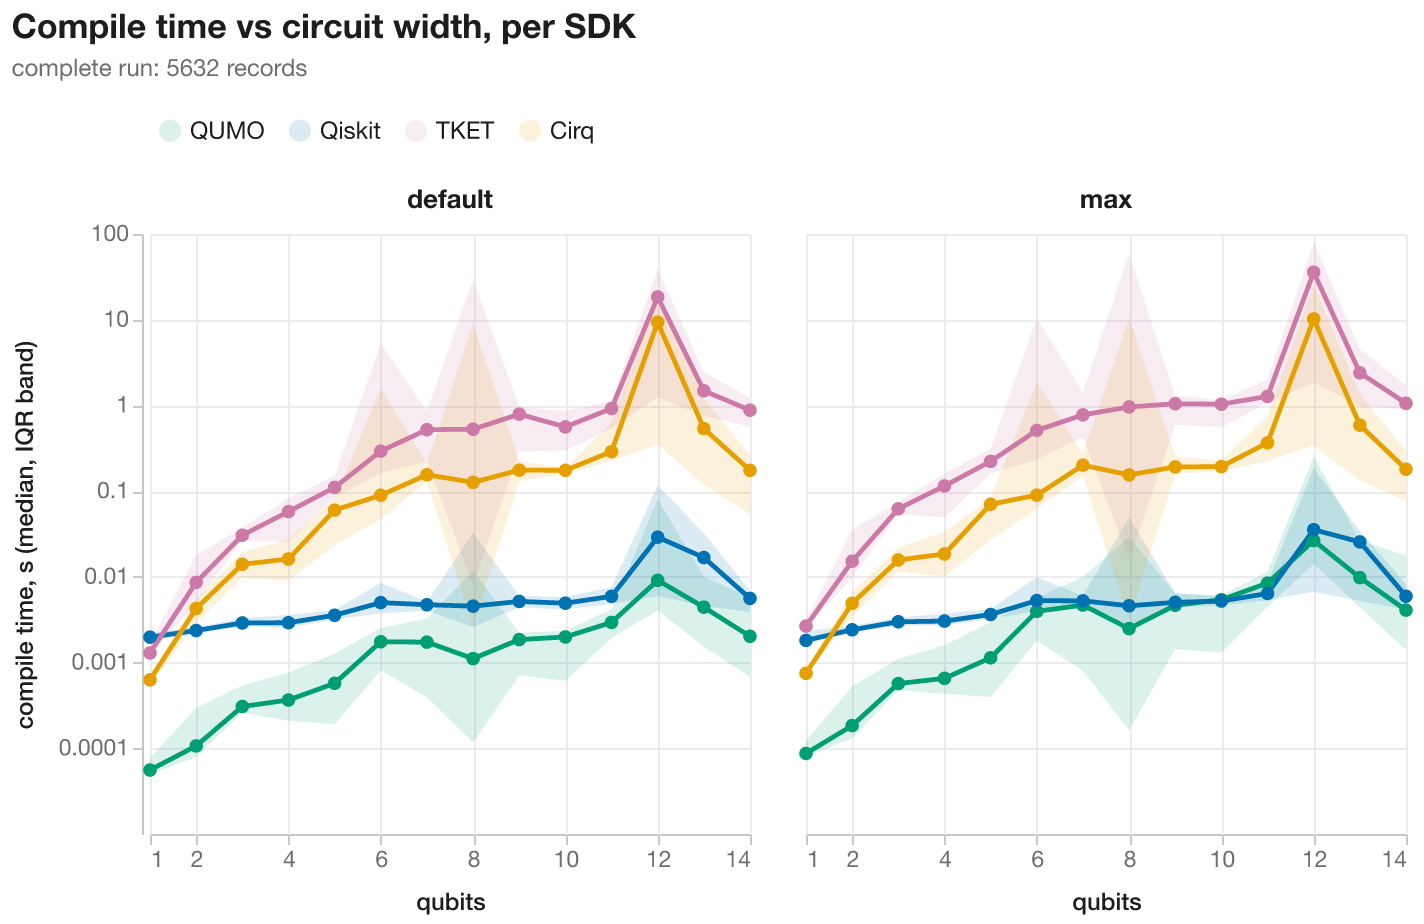 Compile time vs circuit width, per SDK
complete run: 5632 records
QUMO Qiskit TKET Cirq
default
max
compile time, s (median, IQR band)
100
10
1
0.1
0.01
0.001
0.0001
1 2 4 6 8 10 12 14
1 2 4 6 8 10 12 14
qubits
qubits